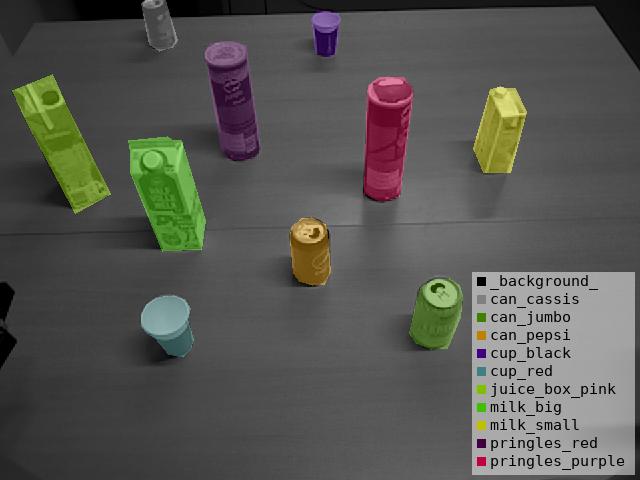 _background_
can_cassis
can_jumbo
can_pepsi
cup_black
cup_red
juice_box_pink
milk_big
milk_small
pringles_red
pringles_purple